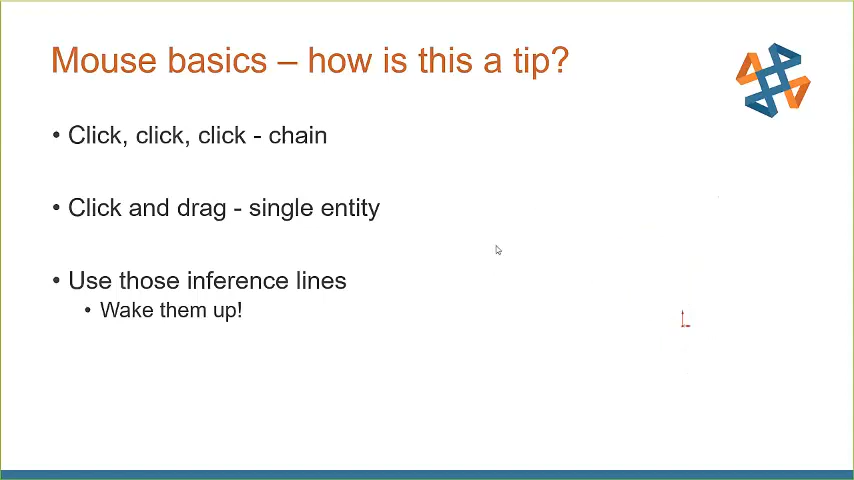 Mouse basics – how is this a tip?
• Click, click, click - chain
• Click and drag - single entity
• Use those inference lines
• Wake them up!